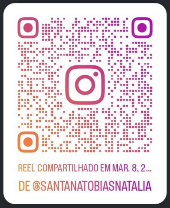 REEL COMPARTILHADO EM MAR. 8, 2...
DE @SANTANATOBIASNATALIA